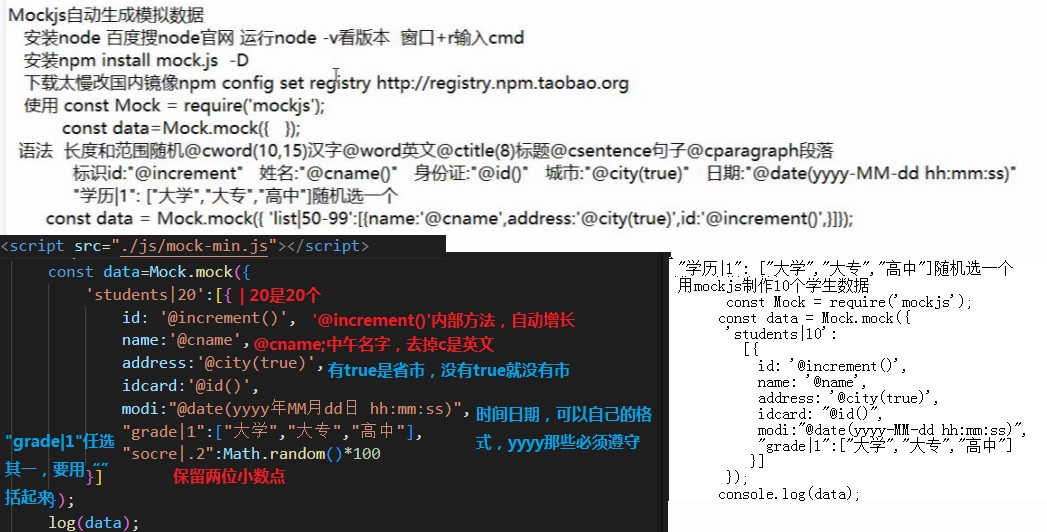 Mockjs自动生成模拟数据
安装node 百度搜node官网 运行node -v看版本 窗口+r输入cmd
安装npm install mock.js -D
下载太慢改国内镜像npm config set registry http://registry.npm.taobao.org
使用 const Mock = require('mockjs');
const data=Mock.mock({ });
语法 长度和范围随机@cword(10,15)汉字@word英文@ctitle(8)标题@csentence句子@cparagraph段落
标识id:"@increment" 姓名:"@cname()" 身份证:"@id()" 城市:"@city(true)" 日期:"@date(yyyy-MM-dd hh:mm:ss)"
"学历|1": ["大学","大专","高中"]随机选一个
const data = Mock.mock({ 'list|50-99':[{name:'@cname',address:'@city(true)',id:'@increment()',}]});
<script src="./js/mock-min.js"></script>
const data=Mock.mock({
'students|20':[{ | 20是20个
id: '@increment()', '@increment()'内部方法，自动增长
name:'@cname', @cname;中午名字，去掉c是英文
address:'@city(true)', 有true是省市，没有true就没有市
idcard:'@id()',
modi:"@date(yyyy年MM月dd日 hh:mm:ss)", 时间日期，可以自己的格
式，yyyy那些必须遵守
"grade|1":["大学","大专","高中"],
"socre|.2":Math.random()*100
保留两位小数点
"grade|1"任选
其一，要用 ""
括起来
}]
});
log(data);
"学历|1": ["大学","大专","高中"]随机选一个
用mockjs制作10个学生数据
const Mock = require('mockjs');
const data = Mock.mock({
'students|10':
[{
id: '@increment()',
name: '@name',
address: '@city(true)',
idcard: "@id()",
modi:"@date(yyyy-MM-dd hh:mm:ss)",
"grade|1":["大学","大专","高中"]
}]
});
console.log(data);